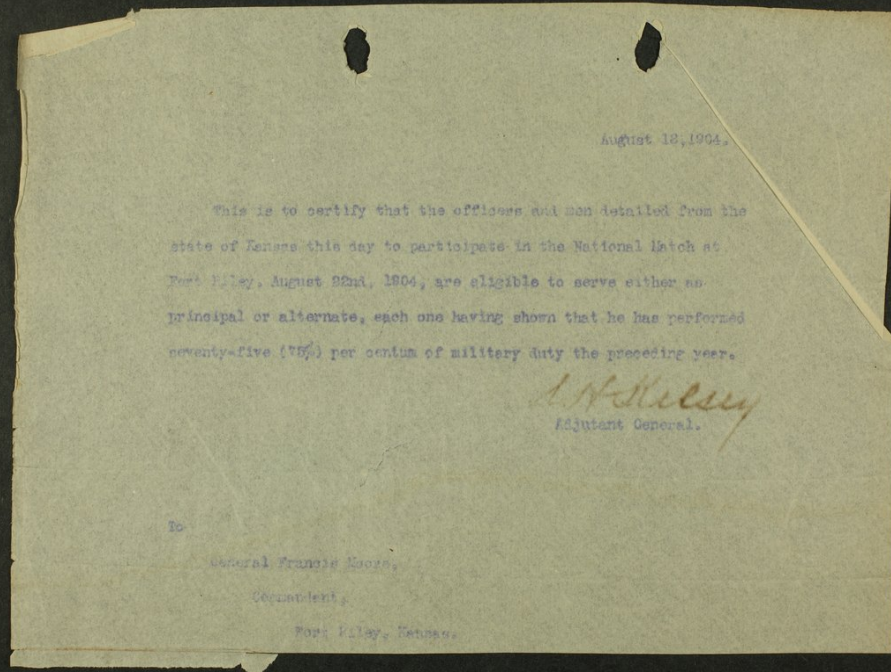 August 18,1904.
This is to certify that the officers and men detailed from the
state of Kansas this day to participate in the National Match at
Fort Riley, August 22nd, 1904, are eligible to serve either as
principal or alternate, each one having shown that he has performed
seventy-five (75%) per centum of military duty the preceding year.
S H Kelsey
Adjutant General.
To
General Francis Moore,
Commandant,
Fort Riley, Kansas.